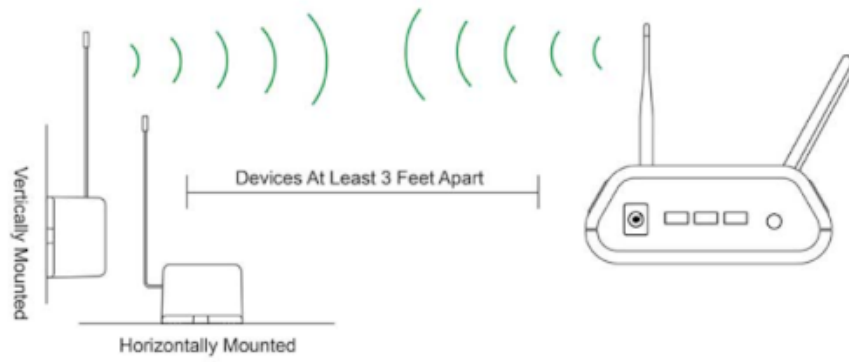 Devices At Least 3 Feet Apart
Vertically Mounted
Horizontally Mounted